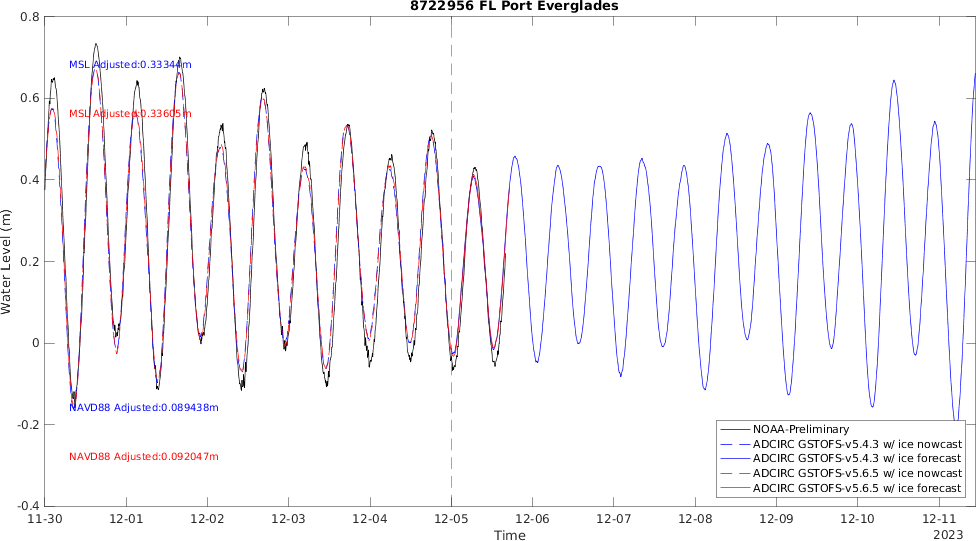 8722956 FL Port Everglades
0.8
0.6
0.4
0.2
0
-0.2
-0.4
Water Level (m)
MSL Adjusted:0.33344m
MSL Adjusted:0.33605m
NAVD88 Adjusted:0.089438m
NAVD88 Adjusted:0.092047m
NOAA-Preliminary
ADCIRC GSTOFS-v5.4.3 w/ ice nowcast
ADCIRC GSTOFS-v5.4.3 w/ ice forecast
ADCIRC GSTOFS-v5.6.5 w/ ice nowcast
ADCIRC GSTOFS-v5.6.5 w/ ice forecast
11-30 12-01 12-02 12-03 12-04 12-05 12-06 12-07 12-08 12-09 12-10 12-11
Time
2023